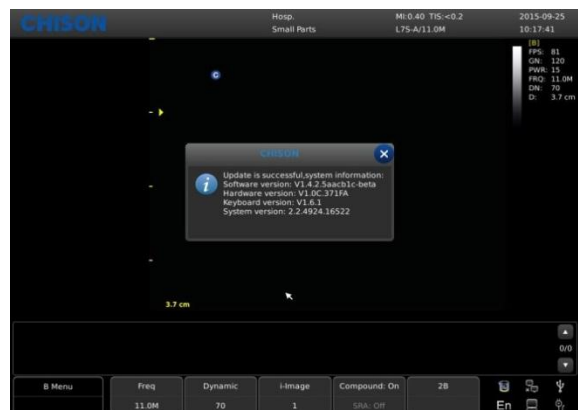 CHISON
Hosp.
Small Parts
MI:0.40 TIS:<0.2
L7S-A/11.0M
2015-09-25
10:17:41
[B]
FPS: 81
GN: 120
PWR: 15
FRQ: 11.0M
DN: 70
D: 3.7 cm
C
CHISON
Update is successful,system information:
Software version: V1.4.2.5aacb1c-beta
Hardware version: V1.0C.371FA
Keyboard version: V1.6.1
System version: 2.2.4924.16522
3.7 cm
0/0
B Menu
Freq
Dynamic
i-Image
Compound: On
2B
11.0M
70
1
SRA: Off
En